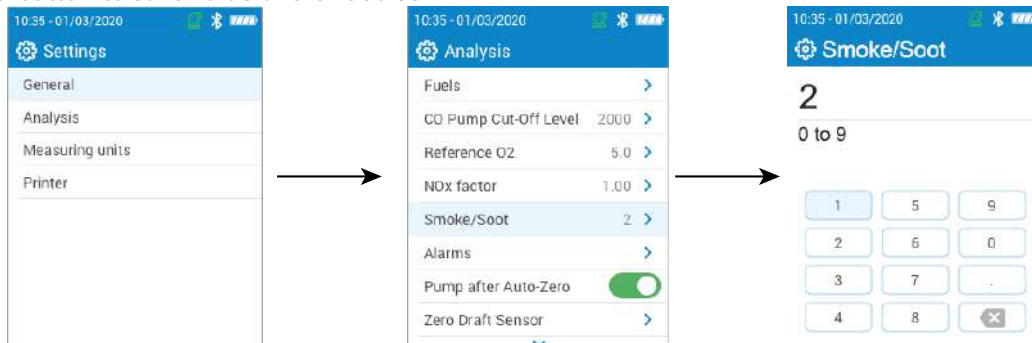 10:35 - 01/03/2020
Settings
General
Analysis
Measuring units
Printer
10:35 - 01/03/2020
Analysis
Fuels
CO Pump Cut-Off Level 2000
Reference O2 5.0
NOx factor 1.00
Smoke/Soot 2
Alarms
Pump after Auto-Zero
Zero Draft Sensor
10:35 - 01/03/2020
Smoke/Soot
2
0 to 9
1 5 9
2 6 0
3 7 .
4 8